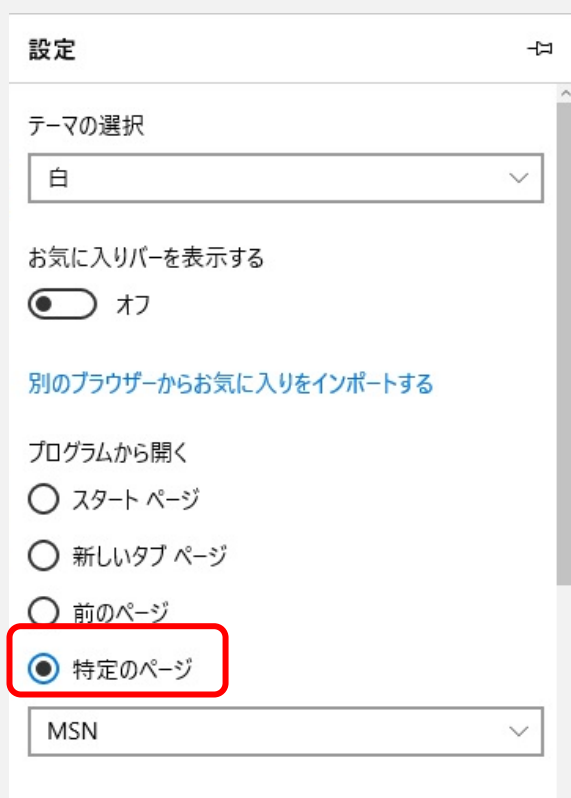 設定
テーマの選択
白
お気に入りバーを表示する
オフ
別のブラウザーからお気に入りをインポートする
プログラムから開く
スタート ページ
新しいタブ ページ
前のページ
特定のページ
MSN